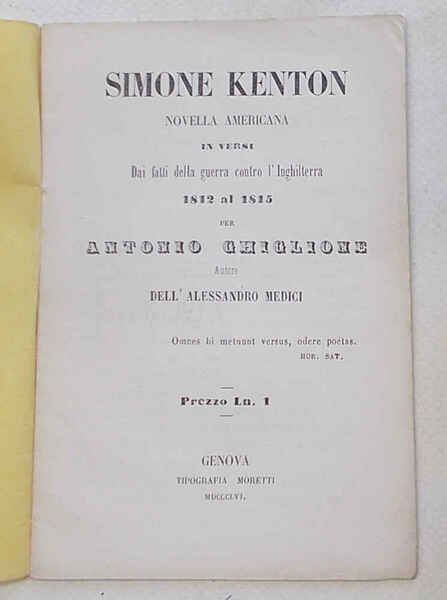 SIMONE KENTON
NOVELLA AMERICANA
IN VERSI
Dai fatti della guerra contro l'Inghilterra
1812 al 1815
PER
ANTONIO GHIGLIONE
Autore
DELL'ALESSANDRO MEDICI
Omnes hi metuunt versus, odere poetas.
HOR. SAT.
Prezzo Ln. 1
GENOVA
TIPOGRAFIA MORETTI
MDCCCLVI.